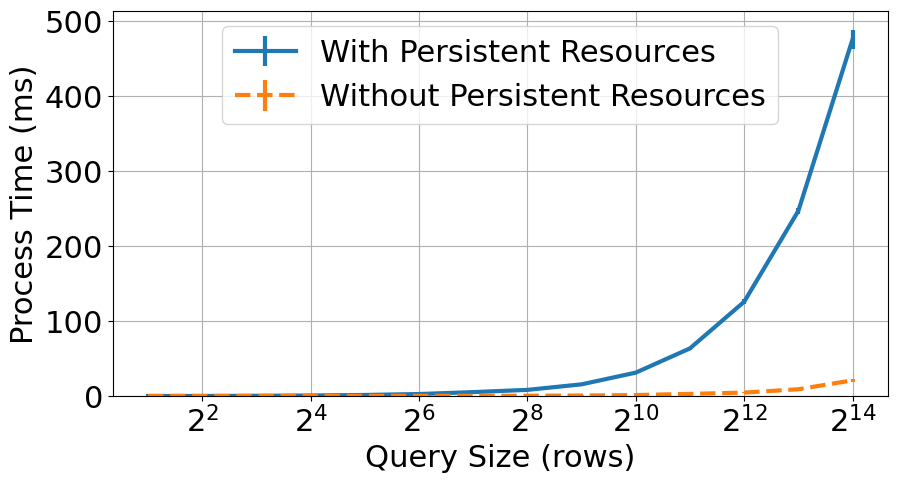 With Persistent Resources
Without Persistent Resources
Process Time (ms)
500
400
300
200
100
0
2^2 2^4 2^6 2^8 2^10 2^12 2^14
Query Size (rows)